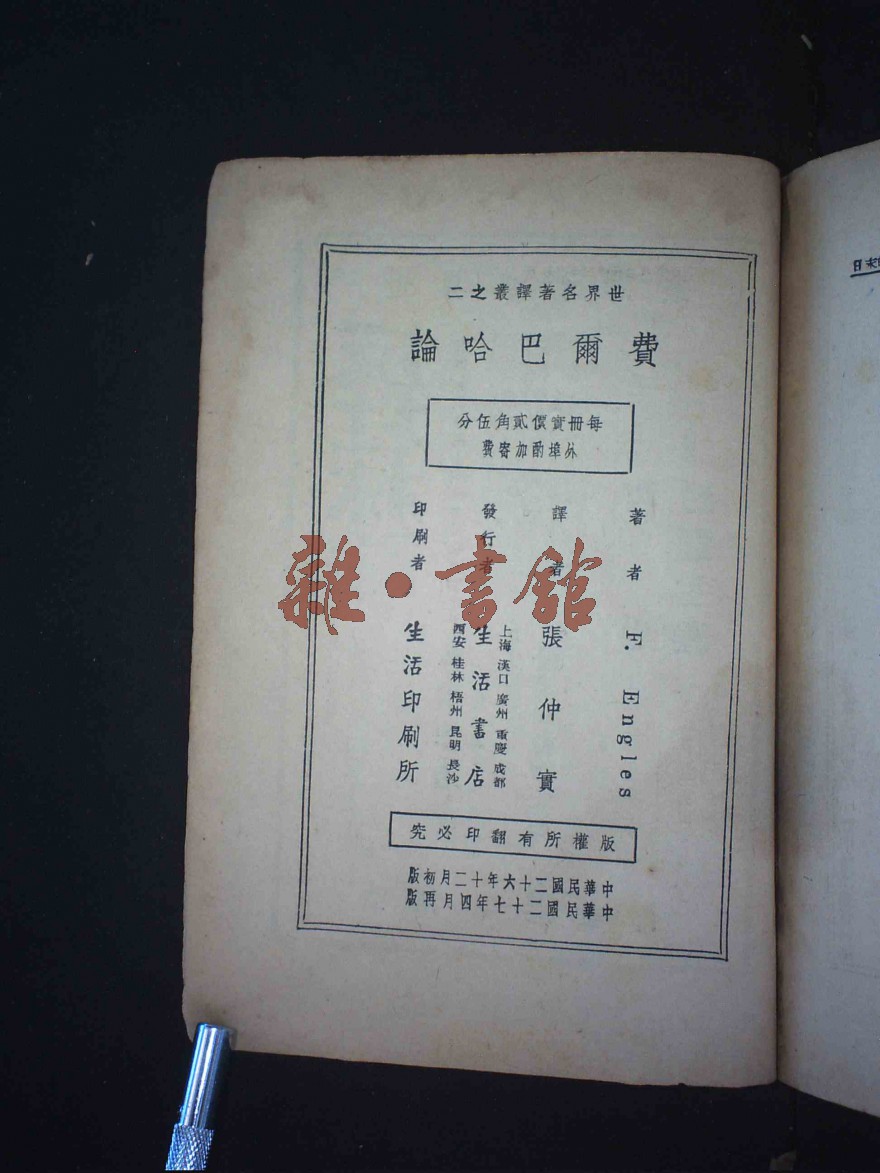 世界名著譯叢之二
費爾巴哈論
每冊實價貳角伍分
外埠酌加寄費
著者 F. Engles
譯者 張仲實
發行者 生活書店
上海 漢口 廣州 重慶 成都
西安 桂林 梧州 昆明 長沙
印刷者 生活印刷所
版權所有翻印必究
中華民國二十六年十二月初版
中華民國二十七年四月再版
雜·書館